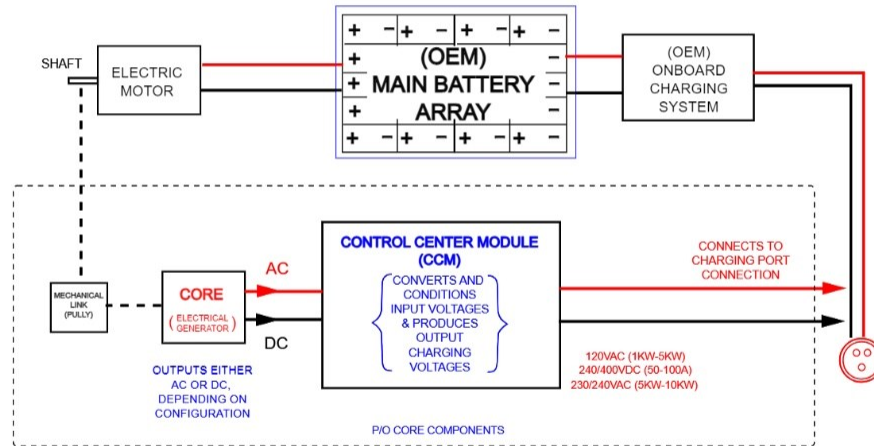 + - + - + - + -
SHAFT
ELECTRIC
MOTOR
+ (OEM) -
+ MAIN BATTERY -
+ ARRAY -
+ - + - + - + -
(OEM)
ONBOARD
CHARGING
SYSTEM
MECHANICAL
LINK
(PULLY)
CORE
(ELECTRICAL
GENERATOR)
AC
DC
OUTPUTS EITHER
AC OR DC,
DEPENDING ON
CONFIGURATION
CONTROL CENTER MODULE
(CCM)
CONVERTS AND
CONDITIONS
INPUT VOLTAGES
& PRODUCES
OUTPUT
CHARGING
VOLTAGES
CONNECTS TO
CHARGING PORT
CONNECTION
120VAC (1KW-5KW)
240/400VDC (50-100A)
230/240VAC (5KW-10KW)
P/O CORE COMPONENTS